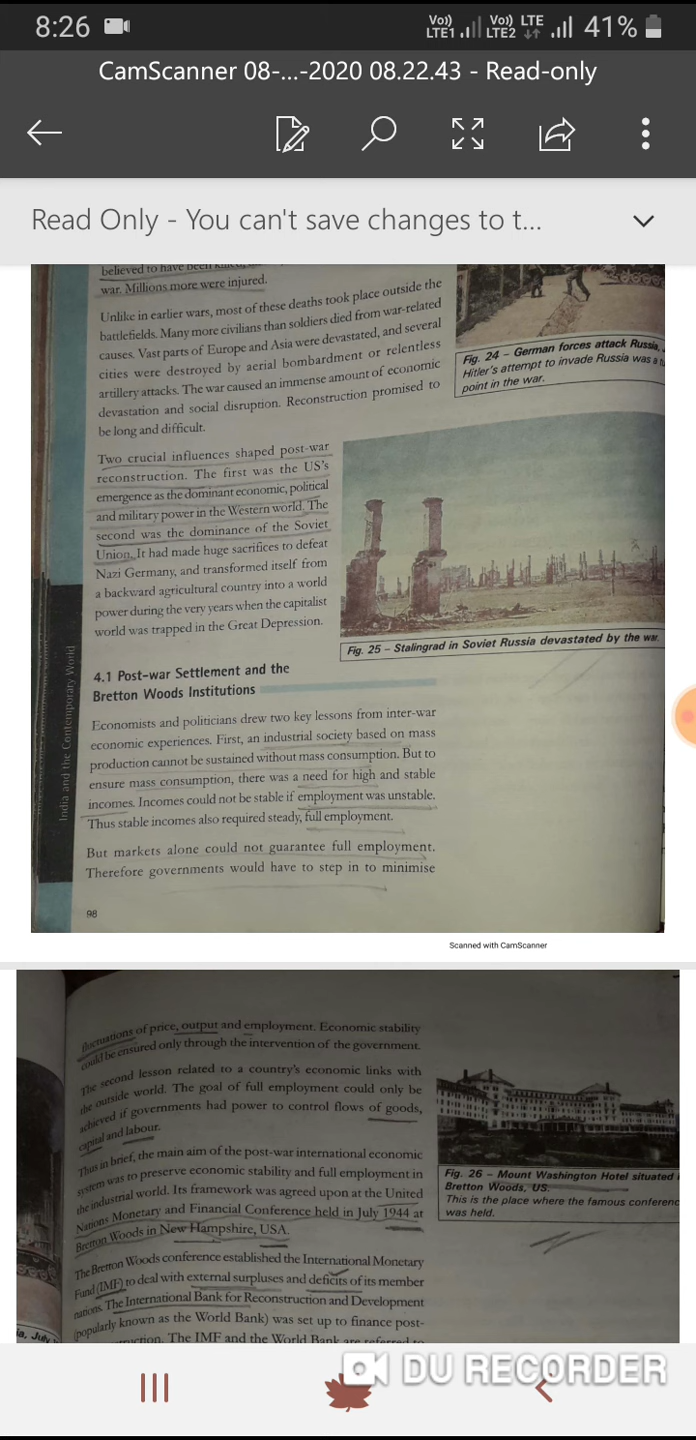 8:26
Vo)) LTE1 Vo)) LTE2 LTE 41%
CamScanner 08-...-2020 08.22.43 - Read-only
Read Only - You can't save changes to t...
believed to have been
war. Millions more were injured.
Unlike in earlier wars, most of these deaths took place outside the
battlefields. Many more civilians than soldiers died from war-related
causes. Vast parts of Europe and Asia were devastated, and several
cities were destroyed by aerial bombardment or relentless
artillery attacks. The war caused an immense amount of economic
devastation and social disruption. Reconstruction promised to
be long and difficult.
Fig. 24 – German forces attack Russia,
Hitler's attempt to invade Russia was a
point in the war.
Two crucial influences shaped post-war
reconstruction. The first was the US's
emergence as the dominant economic, political
and military power in the Western world. The
second was the dominance of the Soviet
Union. It had made huge sacrifices to defeat
Nazi Germany, and transformed itself from
a backward agricultural country into a world
power during the very years when the capitalist
world was trapped in the Great Depression.
Fig. 25 – Stalingrad in Soviet Russia devastated by the war.
India and the Contemporary World
4.1 Post-war Settlement and the
Bretton Woods Institutions
Economists and politicians drew two key lessons from inter-war
economic experiences. First, an industrial society based on mass
production cannot be sustained without mass consumption. But to
ensure mass consumption, there was a need for high and stable
incomes. Incomes could not be stable if employment was unstable.
Thus stable incomes also required steady, full employment.
But markets alone could not guarantee full employment.
Therefore governments would have to step in to minimise
98
Scanned with CamScanner
fluctuations of price, output and employment. Economic stability
could be ensured only through the intervention of the government.
The second lesson related to a country's economic links with
the outside world. The goal of full employment could only be
achieved if governments had power to control flows of goods,
capital and labour.
Thus in brief, the main aim of the post-war international economic
system was to preserve economic stability and full employment in
the industrial world. Its framework was agreed upon at the United
Nations Monetary and Financial Conference held in July 1944 at
Bretton Woods in New Hampshire, USA.
Fig. 26 – Mount Washington Hotel situated
Bretton Woods, US.
This is the place where the famous conferenc
was held.
The Bretton Woods conference established the International Monetary
Fund (IMF) to deal with external surpluses and deficits of its member
nations. The International Bank for Reconstruction and Development
(popularly known as the World Bank) was set up to finance post-
The IMF and the World Bank are referred to
ia, July
DU RECORDER